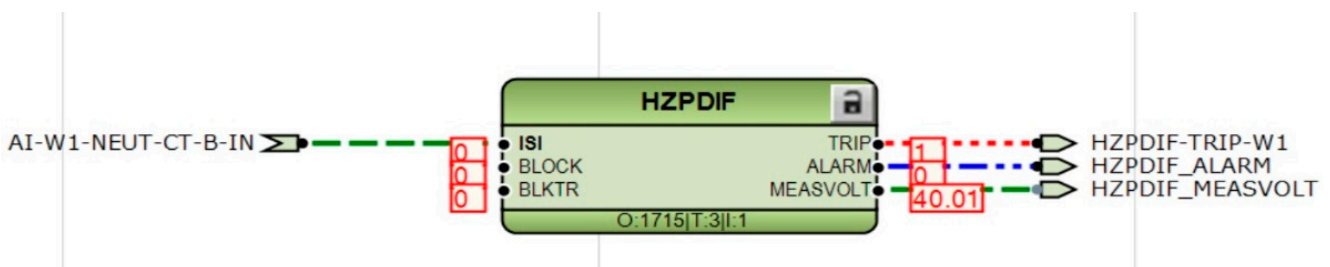 HZPDIF
AI-W1-NEUT-CT-B-IN 0 ISI TRIP 1 HZPDIF-TRIP-W1
0 BLOCK ALARM 0 HZPDIF_ALARM
0 BLKTR MEASVOLT 40.01 HZPDIF_MEASVOLT
O:1715|T:3|I:1